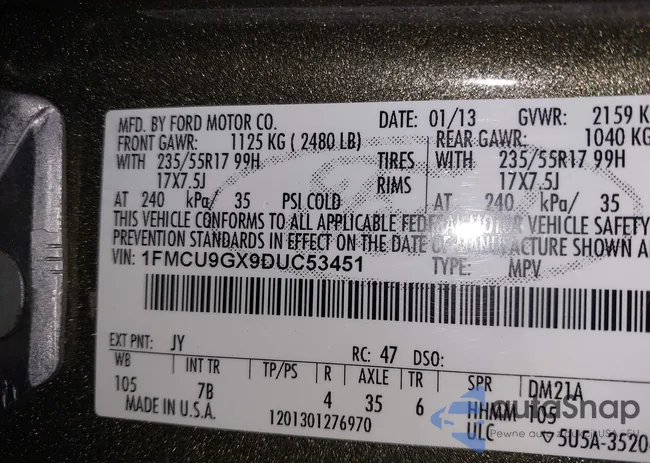 MFD. BY FORD MOTOR CO. DATE: 01/13 GVWR: 2159 K
FRONT GAWR: 1125 KG ( 2480 LB) REAR GAWR: 1040 KG
WITH 235/55R17 99H TIRES WITH 235/55R17 99H
17X7.5J RIMS 17X7.5J
AT 240 kPa/ 35 PSI COLD AT 240 kPa/ 35
THIS VEHICLE CONFORMS TO ALL APPLICABLE FEDERAL MOTOR VEHICLE SAFETY
PREVENTION STANDARDS IN EFFECT ON THE DATE OF MANUFACTURE SHOWN A
VIN: 1FMCU9GX9DUC53451 TYPE: MPV
EXT PNT: JY RC: 47 DSO:
WB INT TR TP/PS R AXLE TR SPR DM21A
105 7B 4 35 6 HHMM 105
MADE IN U.S.A. 1201301276970 ULC ▽5U5A-3520
autaShop
Pewne auto